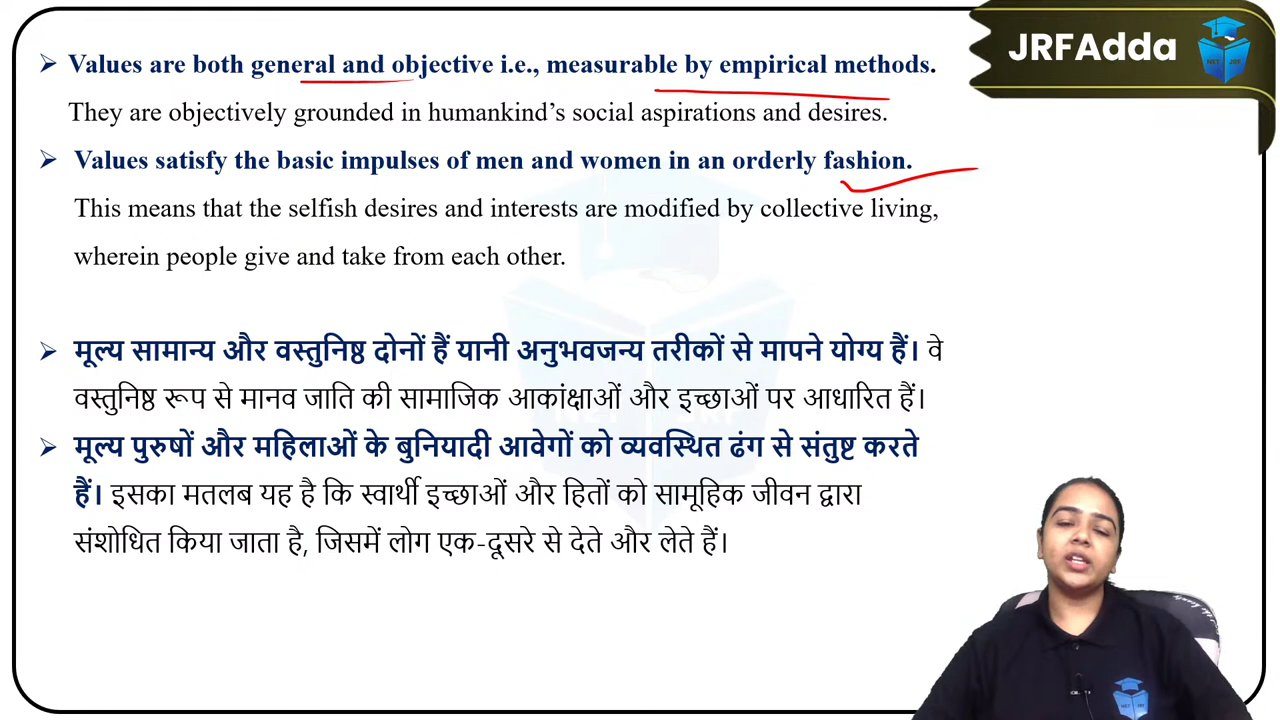 JRFAdda
➢ Values are both general and objective i.e., measurable by empirical methods.
They are objectively grounded in humankind’s social aspirations and desires.
➢ Values satisfy the basic impulses of men and women in an orderly fashion.
This means that the selfish desires and interests are modified by collective living,
wherein people give and take from each other.
➢ मूल्य सामान्य और वस्तुनिष्ठ दोनों हैं यानी अनुभवजन्य तरीकों से मापने योग्य हैं। वे
वस्तुनिष्ठ रूप से मानव जाति की सामाजिक आकांक्षाओं और इच्छाओं पर आधारित हैं।
➢ मूल्य पुरुषों और महिलाओं के बुनियादी आवेगों को व्यवस्थित ढंग से संतुष्ट करते
हैं। इसका मतलब यह है कि स्वार्थी इच्छाओं और हितों को सामूहिक जीवन द्वारा
संशोधित किया जाता है, जिसमें लोग एक-दूसरे से देते और लेते हैं।
NET JRF